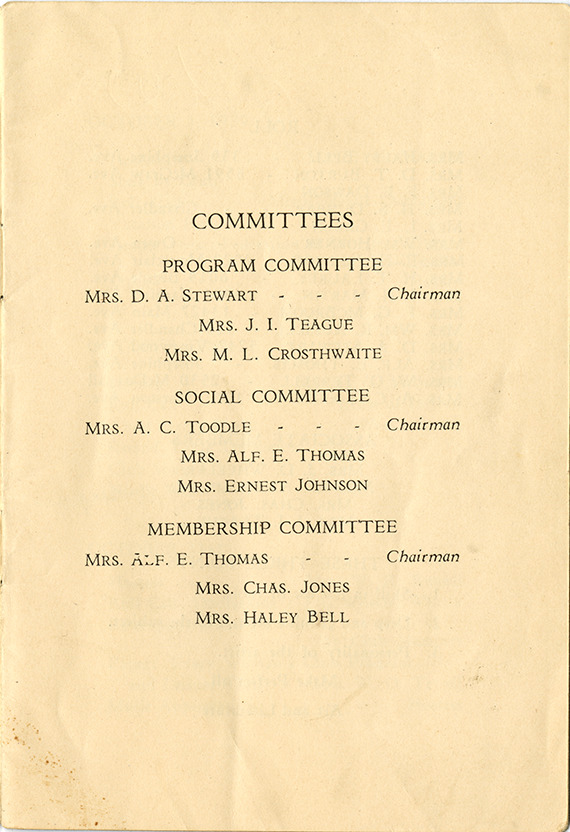 COMMITTEES
PROGRAM COMMITTEE
MRS. D. A. STEWART - - - Chairman
MRS. J. I. TEAGUE
MRS. M. L. CROSTHWAITE
SOCIAL COMMITTEE
MRS. A. C. TOODLE - - - Chairman
MRS. ALF. E. THOMAS
MRS. ERNEST JOHNSON
MEMBERSHIP COMMITTEE
MRS. ALF. E. THOMAS - - Chairman
MRS. CHAS. JONES
MRS. HALEY BELL